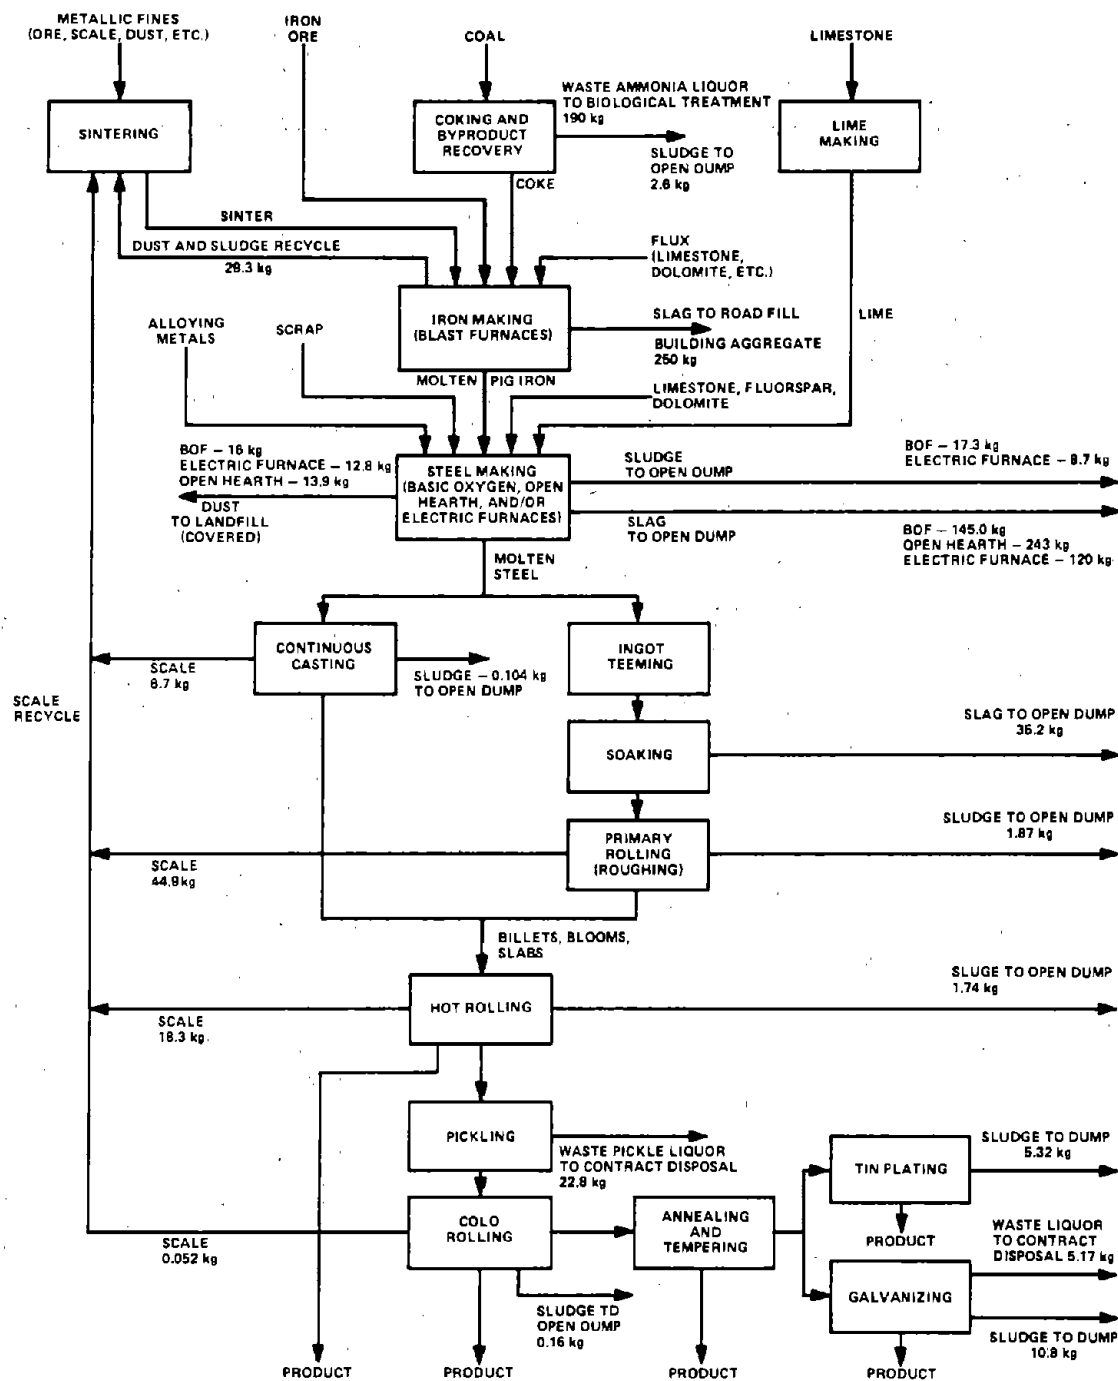 METALLIC FINES
(ORE, SCALE, DUST, ETC.)
IRON
ORE
COAL
LIMESTONE
SINTERING
COKING AND
BYPRODUCT
RECOVERY
WASTE AMMONIA LIQUOR
TO BIOLOGICAL TREATMENT
190 kg
SLUDGE TO
OPEN DUMP
2.6 kg
LIME
MAKING
COKE
SINTER
DUST AND SLUDGE RECYCLE
28.3 kg
FLUX
(LIMESTONE,
DOLOMITE, ETC.)
ALLOYING
METALS
SCRAP
IRON MAKING
(BLAST FURNACES)
SLAG TO ROAD FILL
BUILDING AGGREGATE
250 kg
LIME
MOLTEN PIG IRON
LIMESTONE, FLUORSPAR,
DOLOMITE
BOF – 16 kg
ELECTRIC FURNACE – 12.8 kg
OPEN HEARTH – 13.9 kg
DUST
TO LANDFILL
(COVERED)
STEEL MAKING
(BASIC OXYGEN, OPEN
HEARTH, AND/OR
ELECTRIC FURNACES)
SLUDGE
TO OPEN DUMP
BOF – 17.3 kg
ELECTRIC FURNACE – 8.7 kg
SLAG
TO OPEN DUMP
BOF – 145.0 kg
OPEN HEARTH – 243 kg
ELECTRIC FURNACE – 120 kg
MOLTEN
STEEL
CONTINUOUS
CASTING
INGOT
TEEMING
SCALE
8.7 kg
SLUDGE – 0.104 kg
TO OPEN DUMP
SCALE
RECYCLE
SOAKING
SLAG TO OPEN DUMP
36.2 kg
PRIMARY
ROLLING
(ROUGHING)
SLUDGE TO OPEN DUMP
1.87 kg
SCALE
44.9 kg
BILLETS, BLOOMS,
SLABS
HOT ROLLING
SLUGE TO OPEN DUMP
1.74 kg
SCALE
18.3 kg
PICKLING
WASTE PICKLE LIQUOR
TO CONTRACT DISPOSAL
22.8 kg
TIN PLATING
SLUDGE TO DUMP
5.32 kg
COLO
ROLLING
ANNEALING
AND
TEMPERING
SCALE
0.052 kg
PRODUCT
WASTE LIQUOR
TO CONTRACT
DISPOSAL 5.17 kg
GALVANIZING
SLUDGE TO
OPEN DUMP
0.16 kg
SLUDGE TO DUMP
10.8 kg
PRODUCT
PRODUCT
PRODUCT
PRODUCT